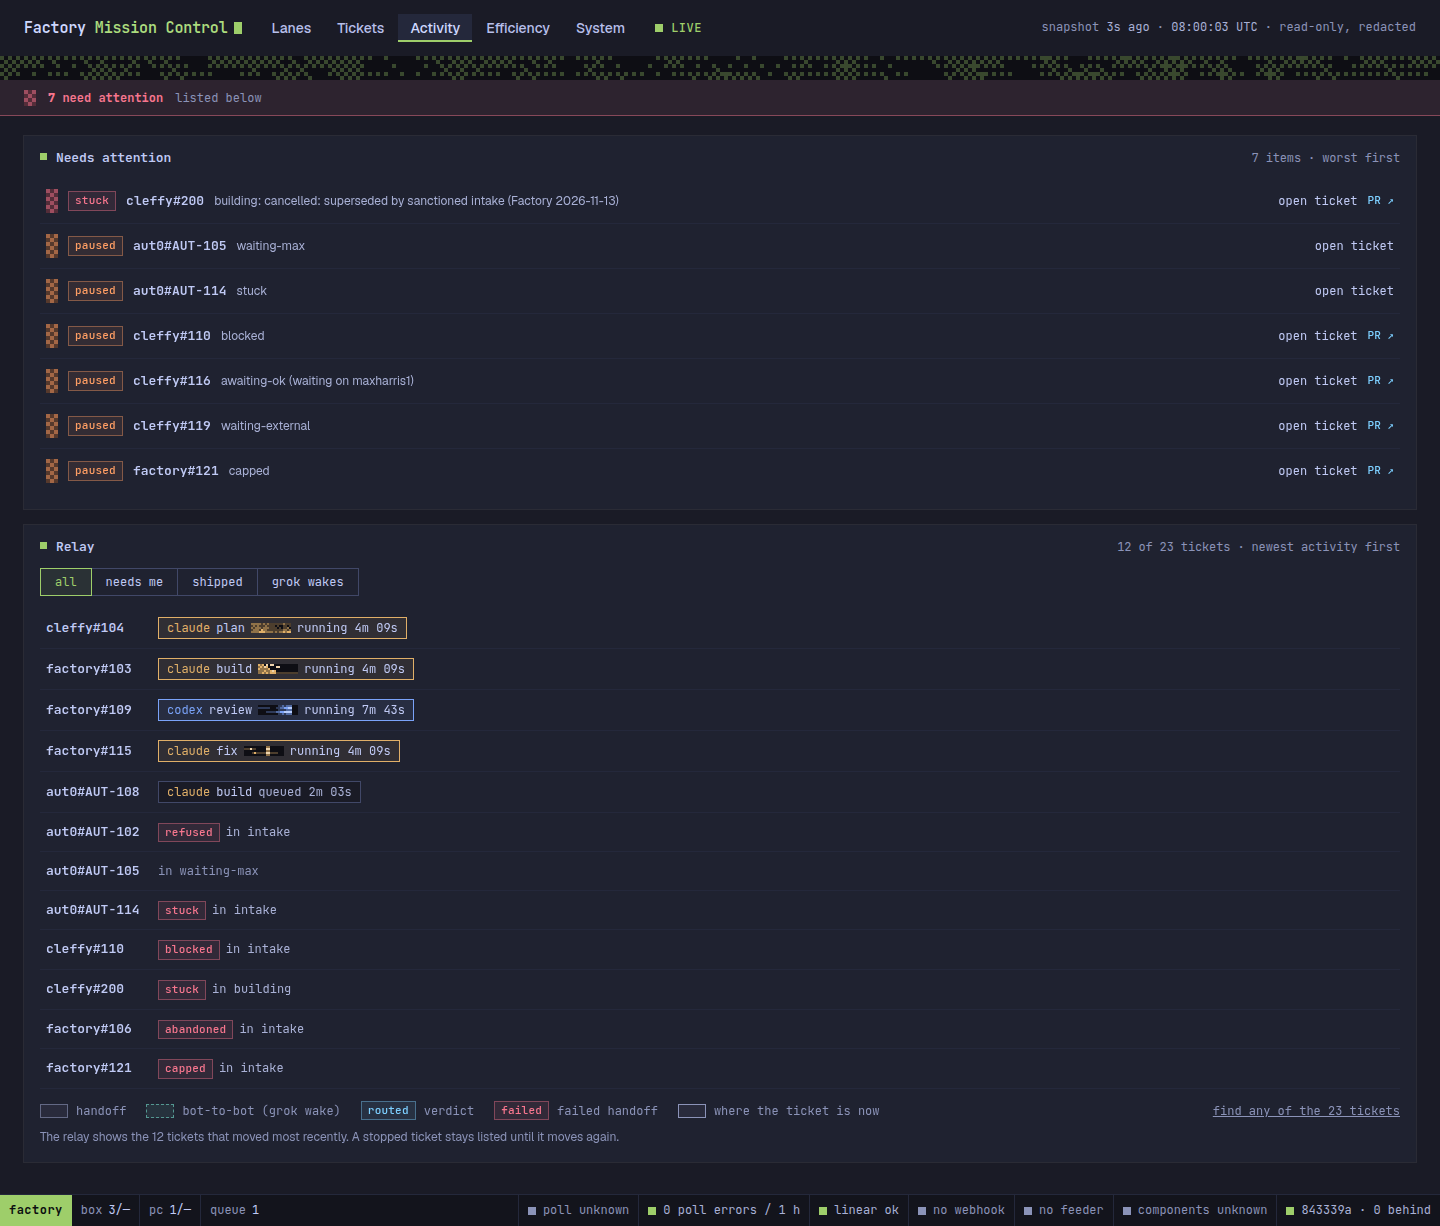 Factory Mission Control Lanes Tickets Activity Efficiency System LIVE snapshot 3s ago · 08:00:03 UTC · read-only, redacted
7 need attention listed below
Needs attention 7 items · worst first
stuck cleffy#200 building: cancelled: superseded by sanctioned intake (Factory 2026-11-13) open ticket PR ↗
paused aut0#AUT-105 waiting-max open ticket
paused aut0#AUT-114 stuck open ticket
paused cleffy#110 blocked open ticket PR ↗
paused cleffy#116 awaiting-ok (waiting on maxharris1) open ticket PR ↗
paused cleffy#119 waiting-external open ticket PR ↗
paused factory#121 capped open ticket PR ↗
Relay 12 of 23 tickets · newest activity first
all needs me shipped grok wakes
cleffy#104 claude plan running 4m 09s
factory#103 claude build running 4m 09s
factory#109 codex review running 7m 43s
factory#115 claude fix running 4m 09s
aut0#AUT-108 claude build queued 2m 03s
aut0#AUT-102 refused in intake
aut0#AUT-105 in waiting-max
aut0#AUT-114 stuck in intake
cleffy#110 blocked in intake
cleffy#200 stuck in building
factory#106 abandoned in intake
factory#121 capped in intake
handoff bot-to-bot (grok wake) routed verdict failed failed handoff where the ticket is now find any of the 23 tickets
The relay shows the 12 tickets that moved most recently. A stopped ticket stays listed until it moves again.
factory box 3/— pc 1/— queue 1 poll unknown 0 poll errors / 1 h linear ok no webhook no feeder components unknown 843339a · 0 behind